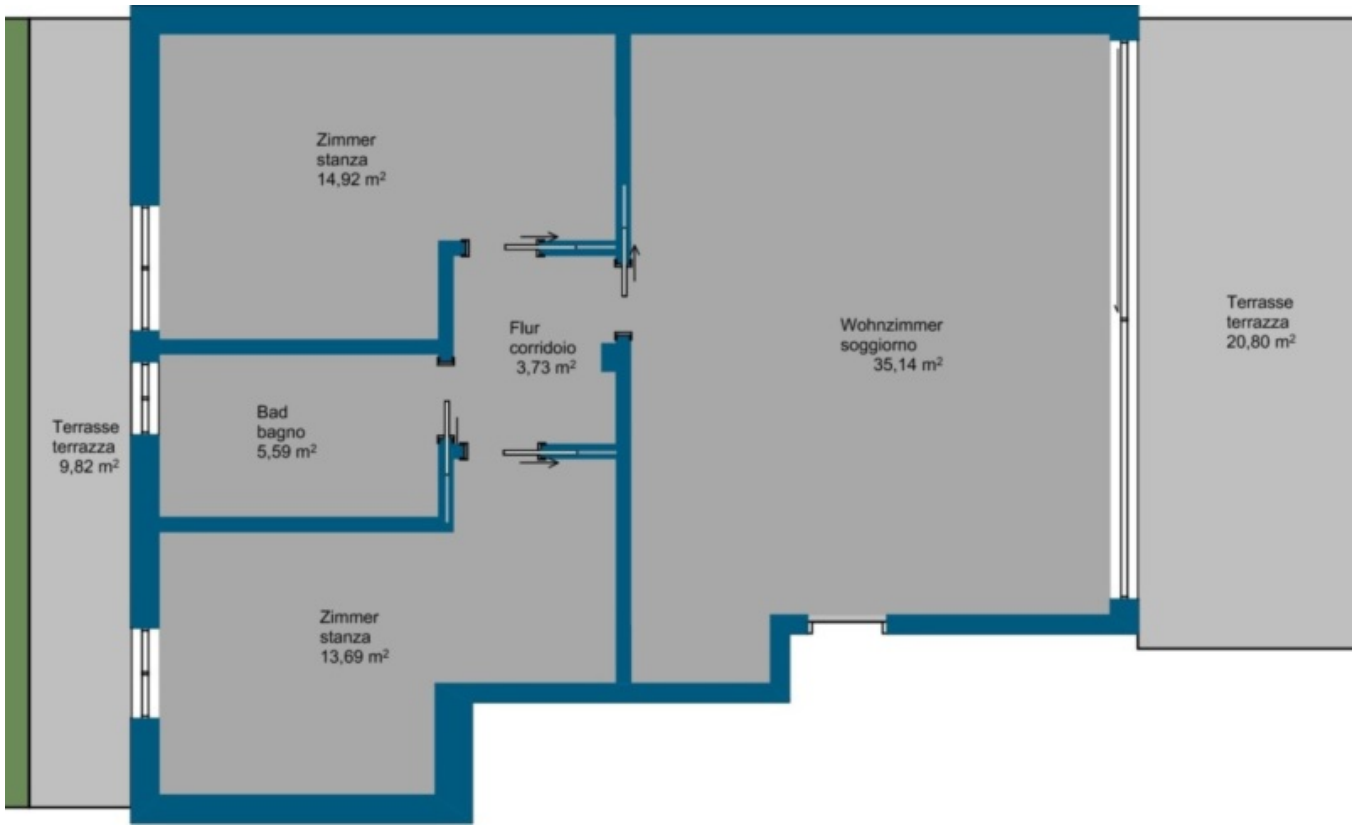 Zimmer
stanza
14,92 m²
Flur
corridoio
3,73 m²
Wohnzimmer
soggiorno
35,14 m²
Terrasse
terrazza
20,80 m²
Bad
bagno
5,59 m²
Terrasse
terrazza
9,82 m²
Zimmer
stanza
13,69 m²